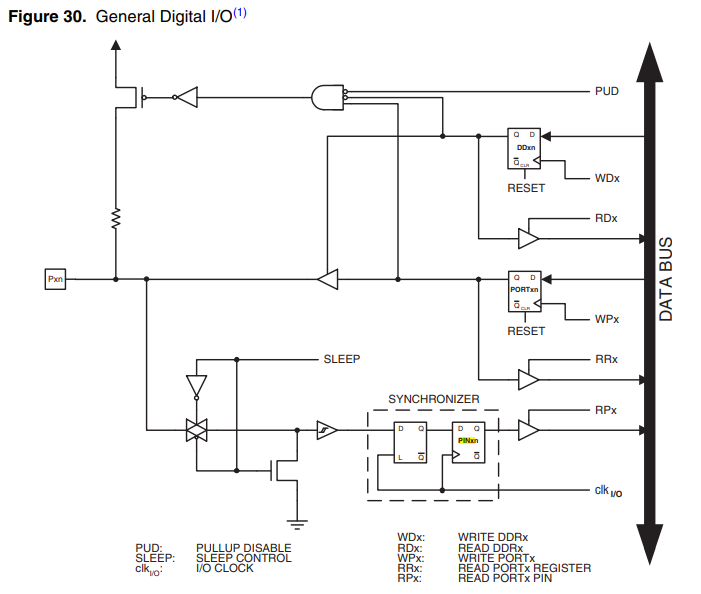 Figure 30. General Digital I/O(1)
PUD
Q D
DDxn
Q CLR
RESET
WDx
RDx
Pxn
Q D
PORTxn
Q CLR
RESET
WPx
DATA BUS
SLEEP
RRx
SYNCHRONIZER
RPx
D Q
L Q
D Q
PINxn
Q
clk I/O
PUD: PULLUP DISABLE
SLEEP: SLEEP CONTROL
clkI/O: I/O CLOCK
WDx: WRITE DDRx
RDx: READ DDRx
WPx: WRITE PORTx
RRx: READ PORTx REGISTER
RPx: READ PORTx PIN